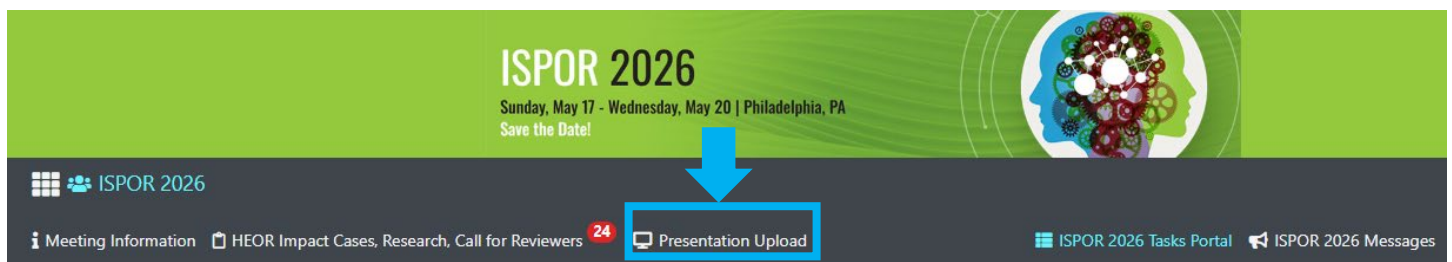 ISPOR 2026
Sunday, May 17 - Wednesday, May 20 | Philadelphia, PA
Save the Date!
ISPOR 2026
Meeting Information HEOR Impact Cases, Research, Call for Reviewers 24 Presentation Upload ISPOR 2026 Tasks Portal ISPOR 2026 Messages